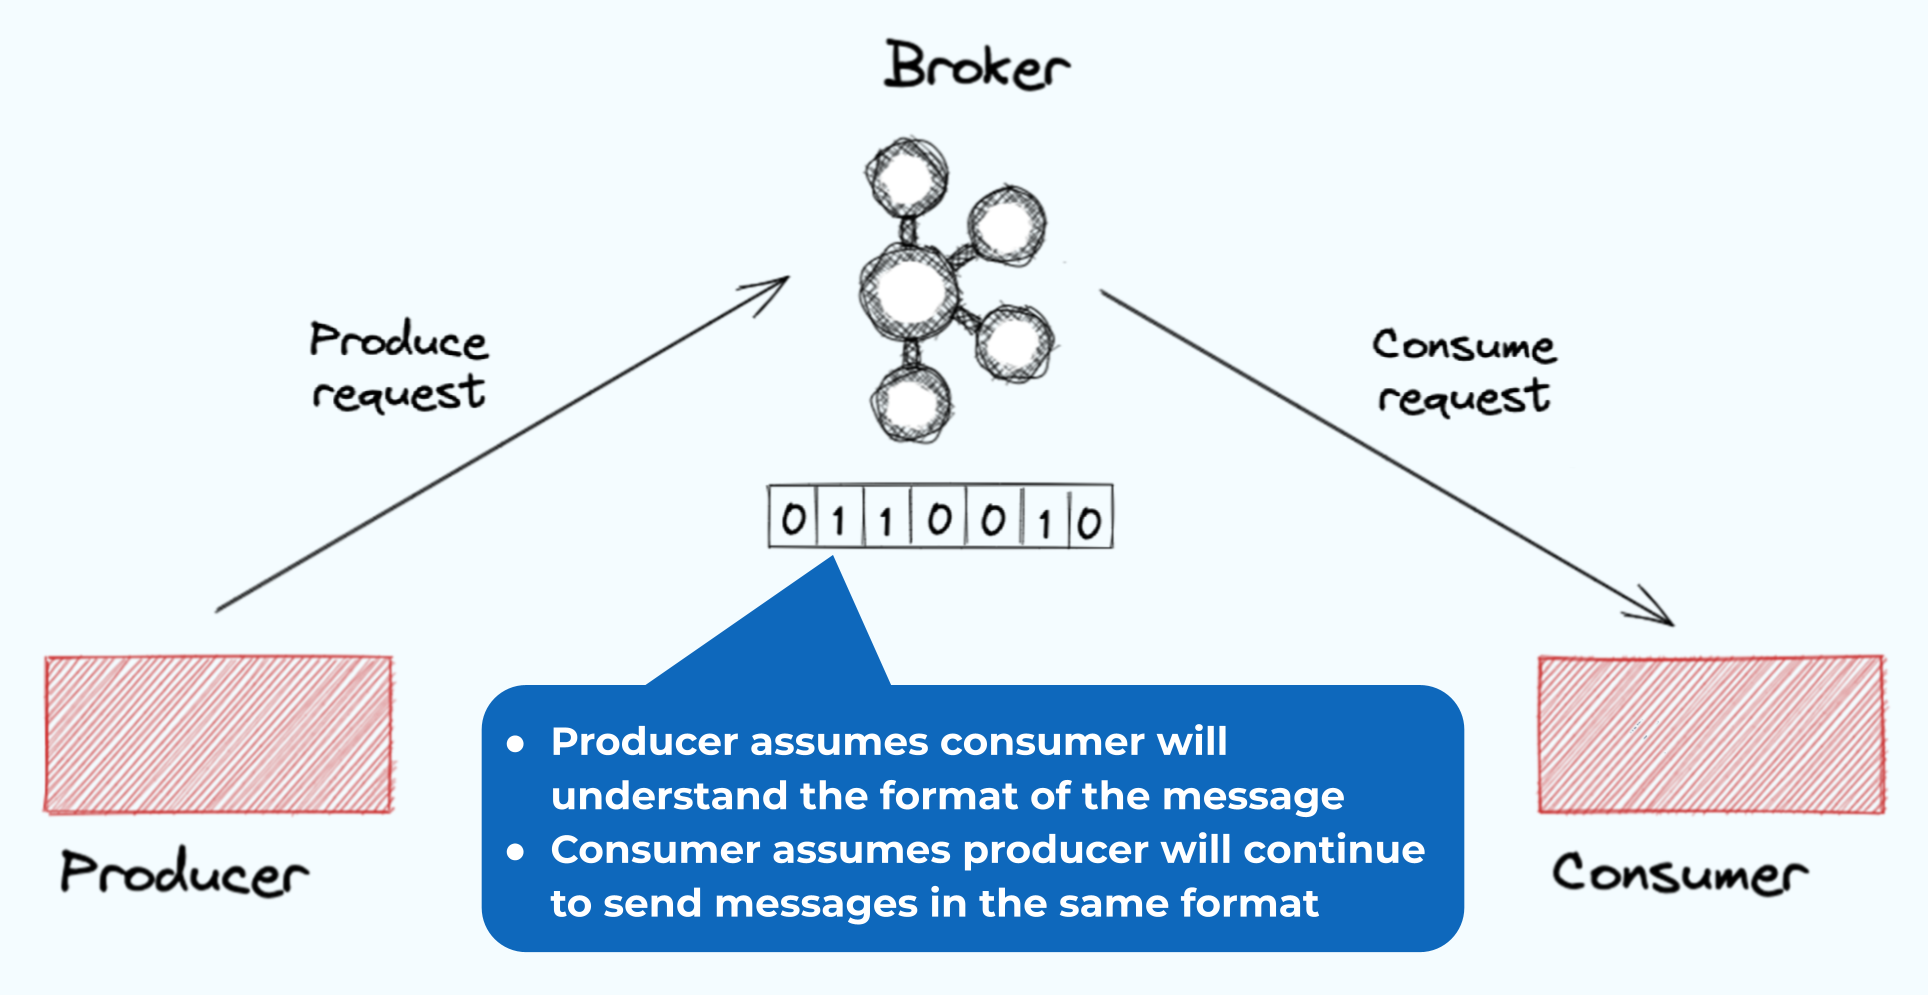 Broker
Produce
request
Consume
request
0 1 1 0 0 1 0
● Producer assumes consumer will
understand the format of the message
● Consumer assumes producer will continue
to send messages in the same format
Producer
Consumer